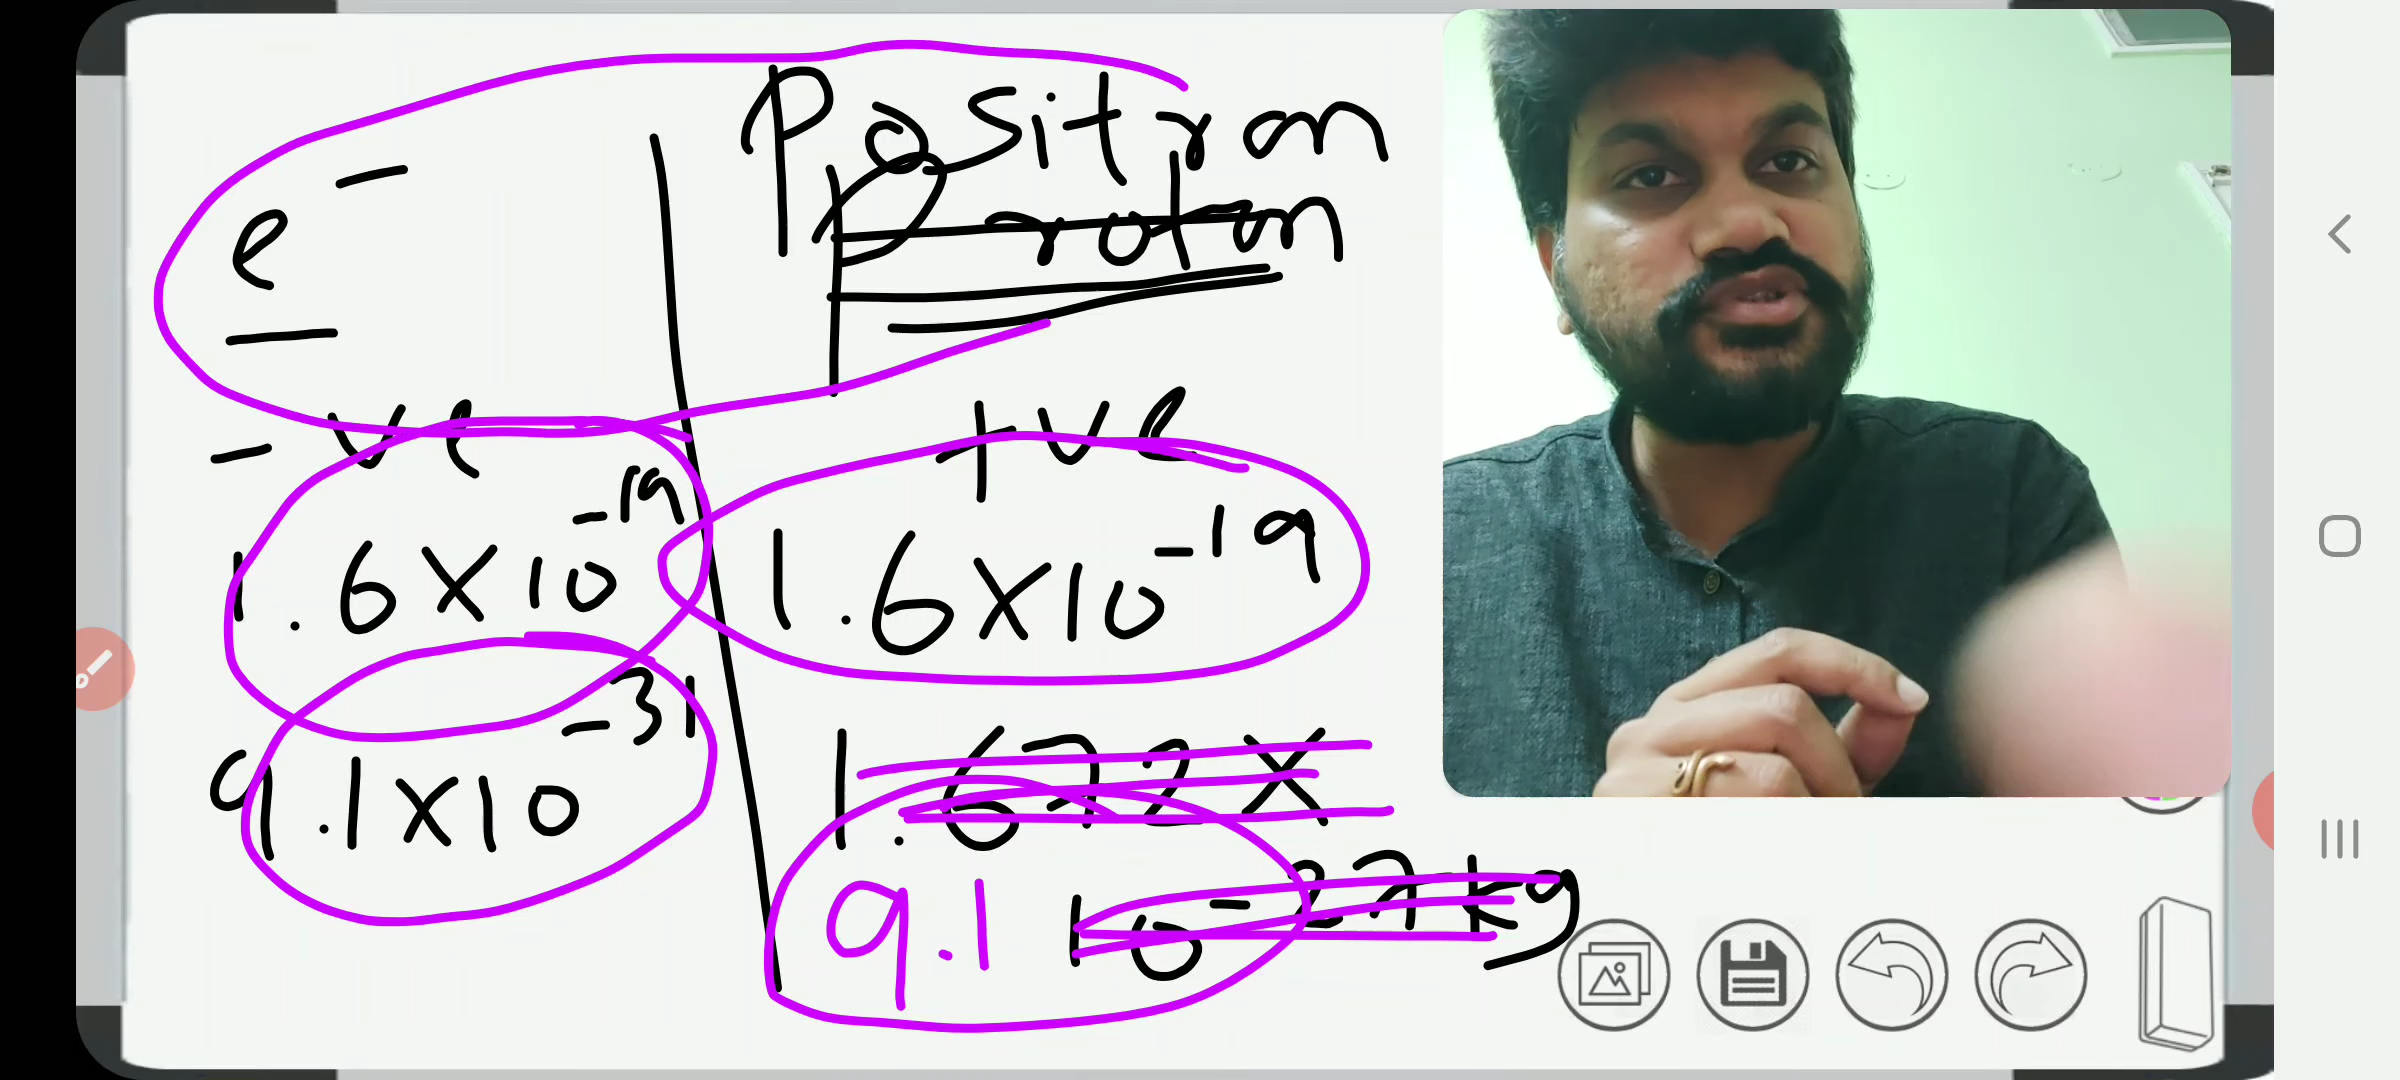 e⁻ Positron
Proton
-ve +ve
1.6X10⁻¹⁹ 1.6X10⁻¹⁹
9.1X10⁻³¹ 1.672X
9.1 10⁻²⁷kg